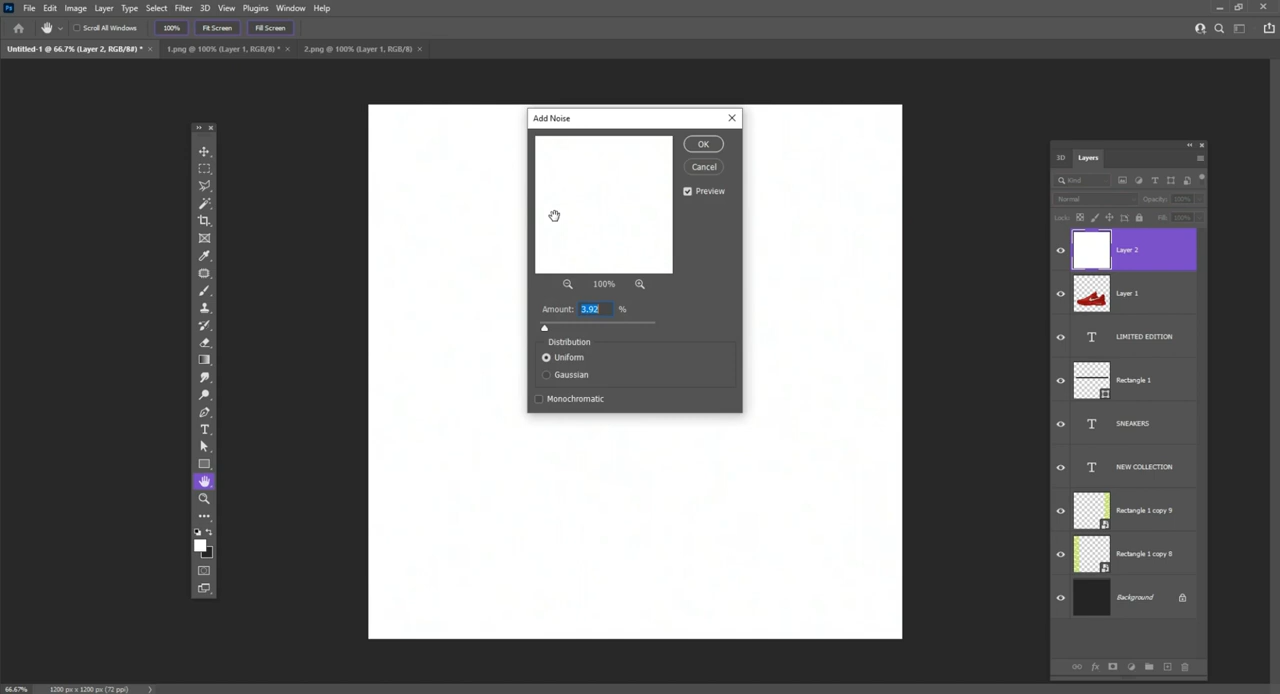 Ps File Edit Image Layer Type Select Filter 3D View Plugins Window Help
Scroll All Windows 100% Fit Screen Fill Screen
Untitled-1 @ 66.7% (Layer 2, RGB/8#) * × 1.png @ 100% (Layer 1, RGB/8) * × 2.png @ 100% (Layer 1, RGB/8) ×
Add Noise
OK
Cancel
Preview
100%
Amount: 3.92 %
Distribution
Uniform
Gaussian
Monochromatic
3D Layers
Kind
Normal Opacity: 100%
Lock: Fill: 100%
Layer 2
Layer 1
LIMITED EDITION
Rectangle 1
SNEAKERS
NEW COLLECTION
Rectangle 1 copy 9
Rectangle 1 copy 8
Background
66.67% 1200 px x 1200 px (72 ppi)